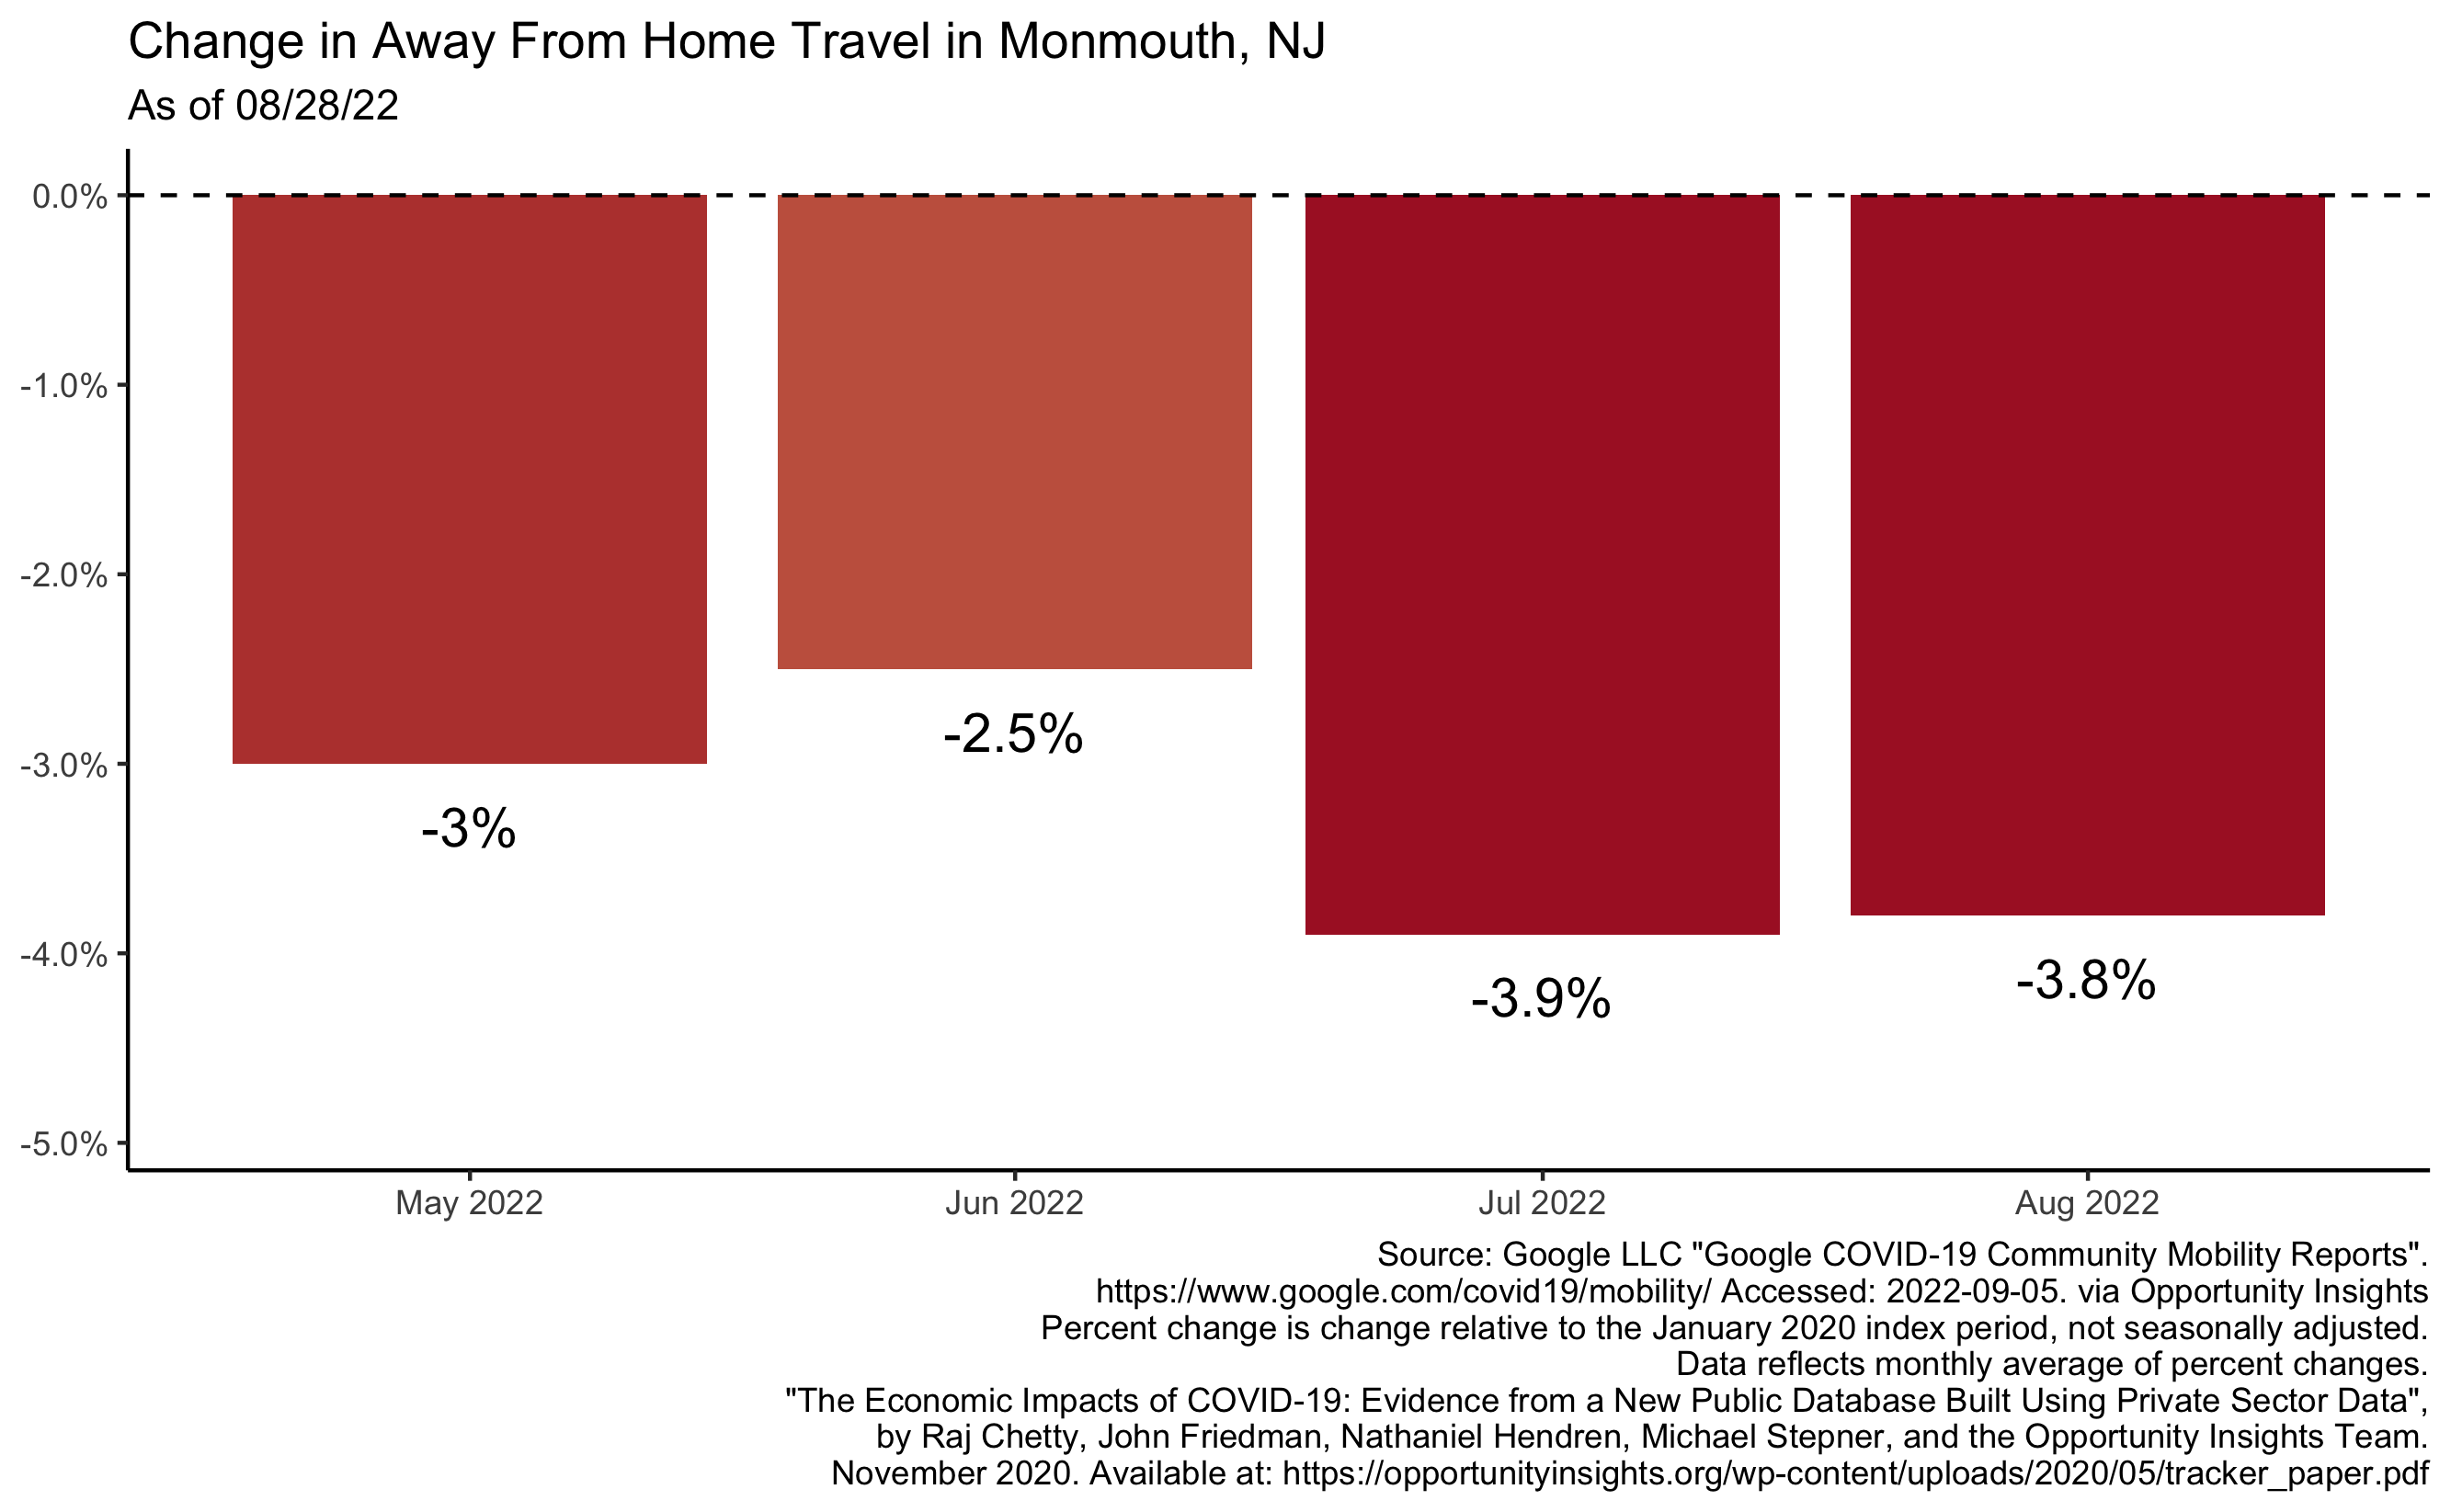 Change in Away From Home Travel in Monmouth, NJ
As of 08/28/22
0.0%
-1.0%
-2.0%
-3.0%
-4.0%
-5.0%
-3%
-2.5%
-3.9%
-3.8%
May 2022
Jun 2022
Jul 2022
Aug 2022
Source: Google LLC "Google COVID-19 Community Mobility Reports".
https://www.google.com/covid19/mobility/ Accessed: 2022-09-05. via Opportunity Insights
Percent change is change relative to the January 2020 index period, not seasonally adjusted.
Data reflects monthly average of percent changes.
"The Economic Impacts of COVID-19: Evidence from a New Public Database Built Using Private Sector Data",
by Raj Chetty, John Friedman, Nathaniel Hendren, Michael Stepner, and the Opportunity Insights Team.
November 2020. Available at: https://opportunityinsights.org/wp-content/uploads/2020/05/tracker_paper.pdf